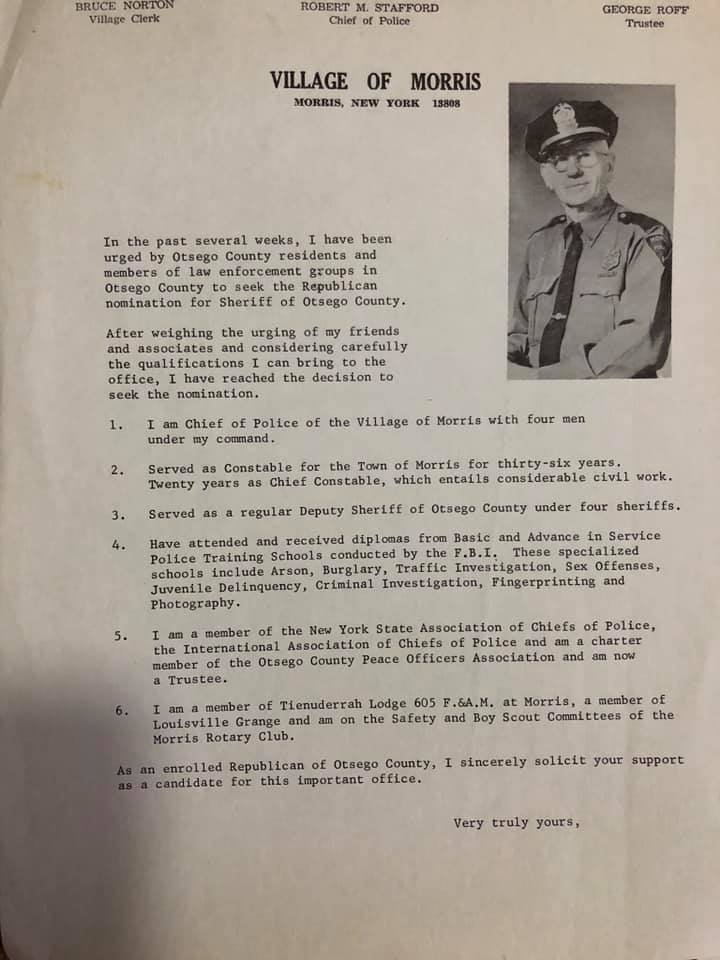 BRUCE NORTON
Village Clerk
ROBERT M. STAFFORD
Chief of Police
GEORGE ROFF
Trustee
VILLAGE OF MORRIS
MORRIS, NEW YORK 13808
In the past several weeks, I have been
urged by Otsego County residents and
members of law enforcement groups in
Otsego County to seek the Republican
nomination for Sheriff of Otsego County.
After weighing the urging of my friends
and associates and considering carefully
the qualifications I can bring to the
office, I have reached the decision to
seek the nomination.
1. I am Chief of Police of the Village of Morris with four men
under my command.
2. Served as Constable for the Town of Morris for thirty-six years.
Twenty years as Chief Constable, which entails considerable civil work.
3. Served as a regular Deputy Sheriff of Otsego County under four sheriffs.
4. Have attended and received diplomas from Basic and Advance in Service
Police Training Schools conducted by the F.B.I. These specialized
schools include Arson, Burglary, Traffic Investigation, Sex Offenses,
Juvenile Delinquency, Criminal Investigation, Fingerprinting and
Photography.
5. I am a member of the New York State Association of Chiefs of Police,
the International Association of Chiefs of Police and am a charter
member of the Otsego County Peace Officers Association and am now
a Trustee.
6. I am a member of Tienuderrah Lodge 605 F.&A.M. at Morris, a member of
Louisville Grange and am on the Safety and Boy Scout Committees of the
Morris Rotary Club.
As an enrolled Republican of Otsego County, I sincerely solicit your support
as a candidate for this important office.
Very truly yours,